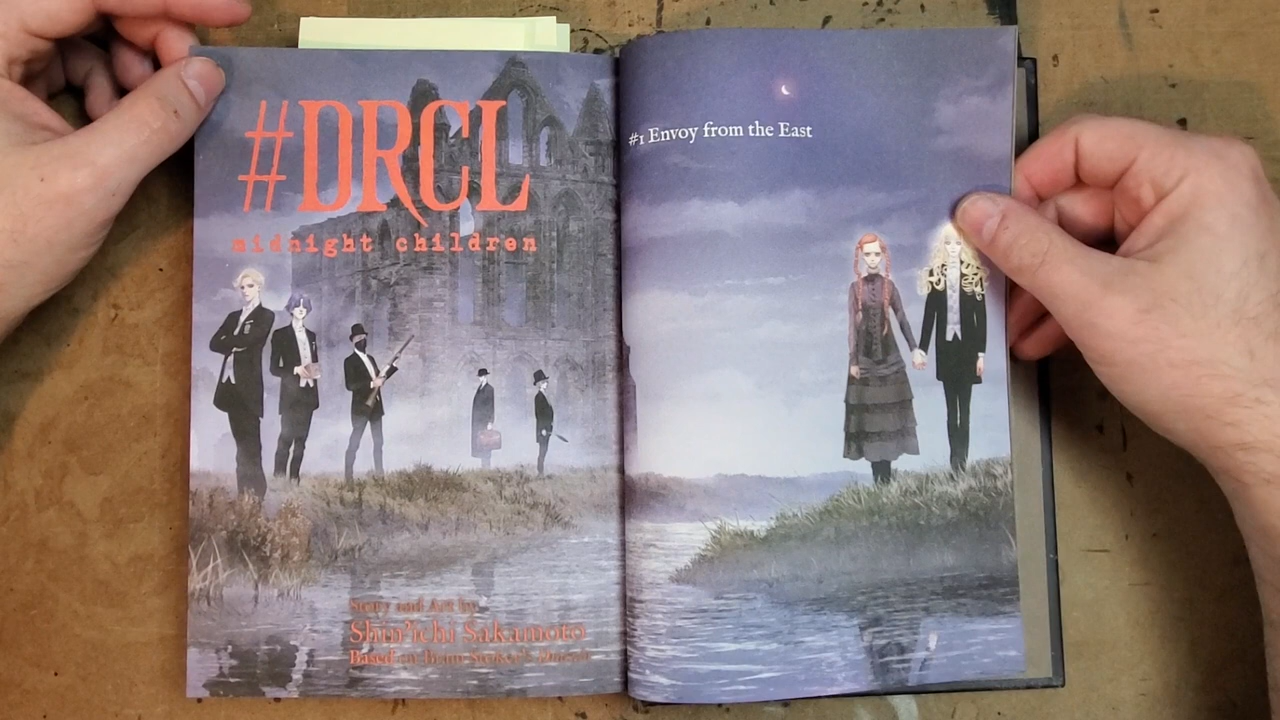 #DRCL
midnight children
Story and Art by
Shin'ichi Sakamoto
Based on Bram Stoker's Dracula
#1 Envoy from the East